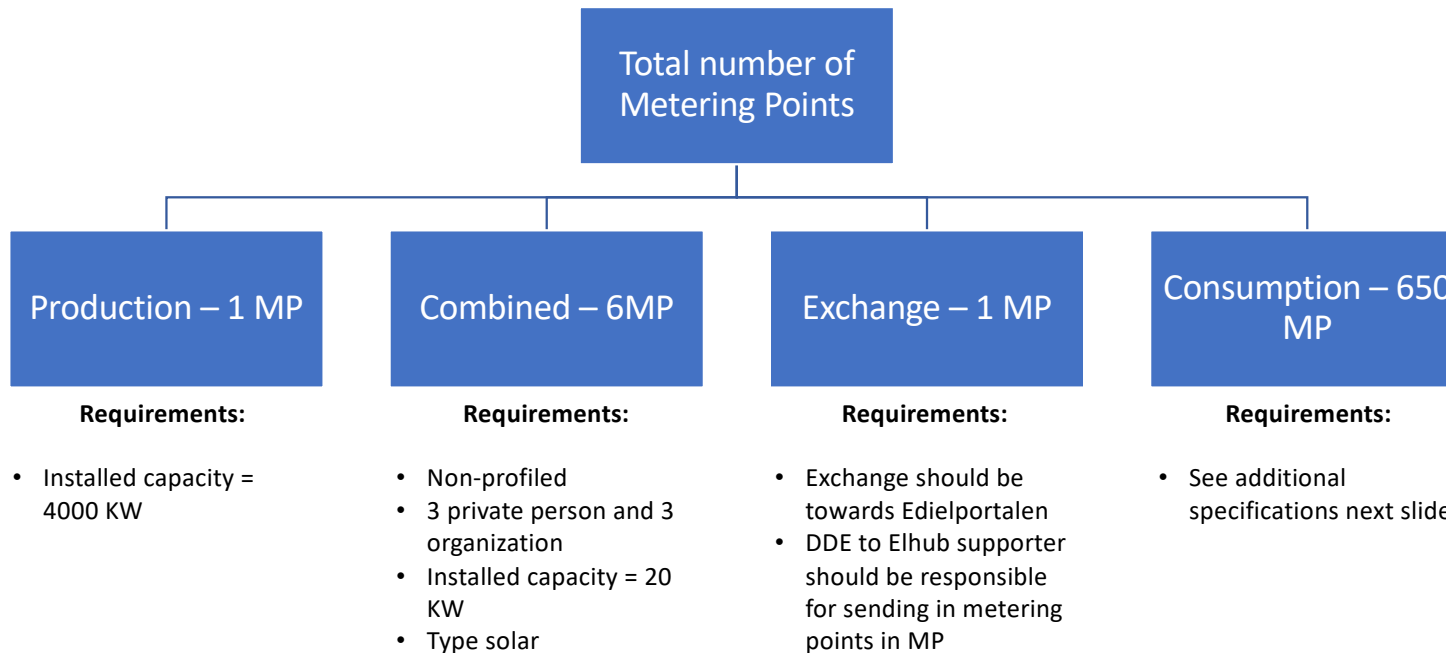 Total number of
Metering Points
Production – 1 MP
Combined – 6MP
Exchange – 1 MP
Consumption – 650
MP
Requirements:
• Installed capacity =
4000 KW
Requirements:
• Non-profiled
• 3 private person and 3
organization
• Installed capacity = 20
KW
• Type solar
Requirements:
• Exchange should be
towards Edielportalen
• DDE to Elhub supporter
should be responsible
for sending in metering
points in MP
Requirements:
• See additional
specifications next slide